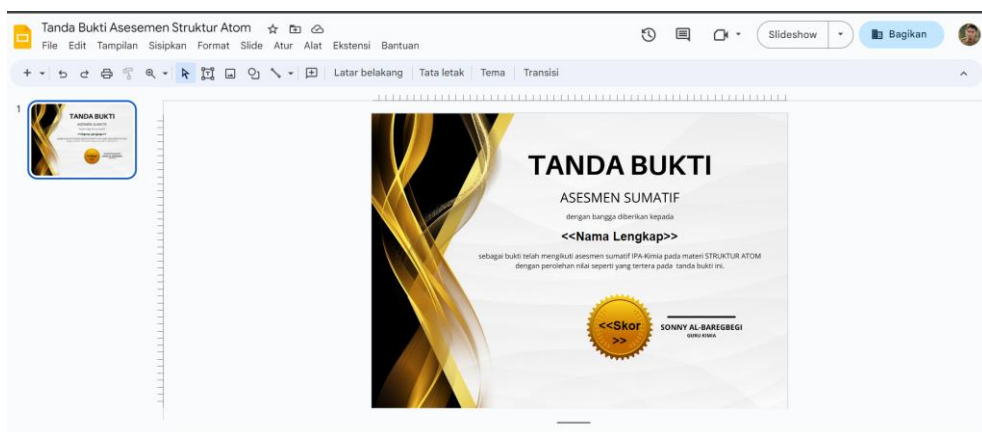 Tanda Bukti Asesemen Struktur Atom
File Edit Tampilan Sisipkan Format Slide Atur Alat Ekstensi Bantuan
Slideshow
Bagikan
Latar belakang Tata letak Tema Transisi
1
TANDA BUKTI
TANDA BUKTI
ASESMEN SUMATIF
dengan bangga diberikan kepada
<<Nama Lengkap>>
sebagai bukti telah mengikuti asesmen sumatif IPA-Kimia pada materi STRUKTUR ATOM
dengan perolehan nilai seperti yang tertera pada tanda bukti ini.
<<Skor
>>
SONNY AL-BAREGBEGI
GURU KIMIA